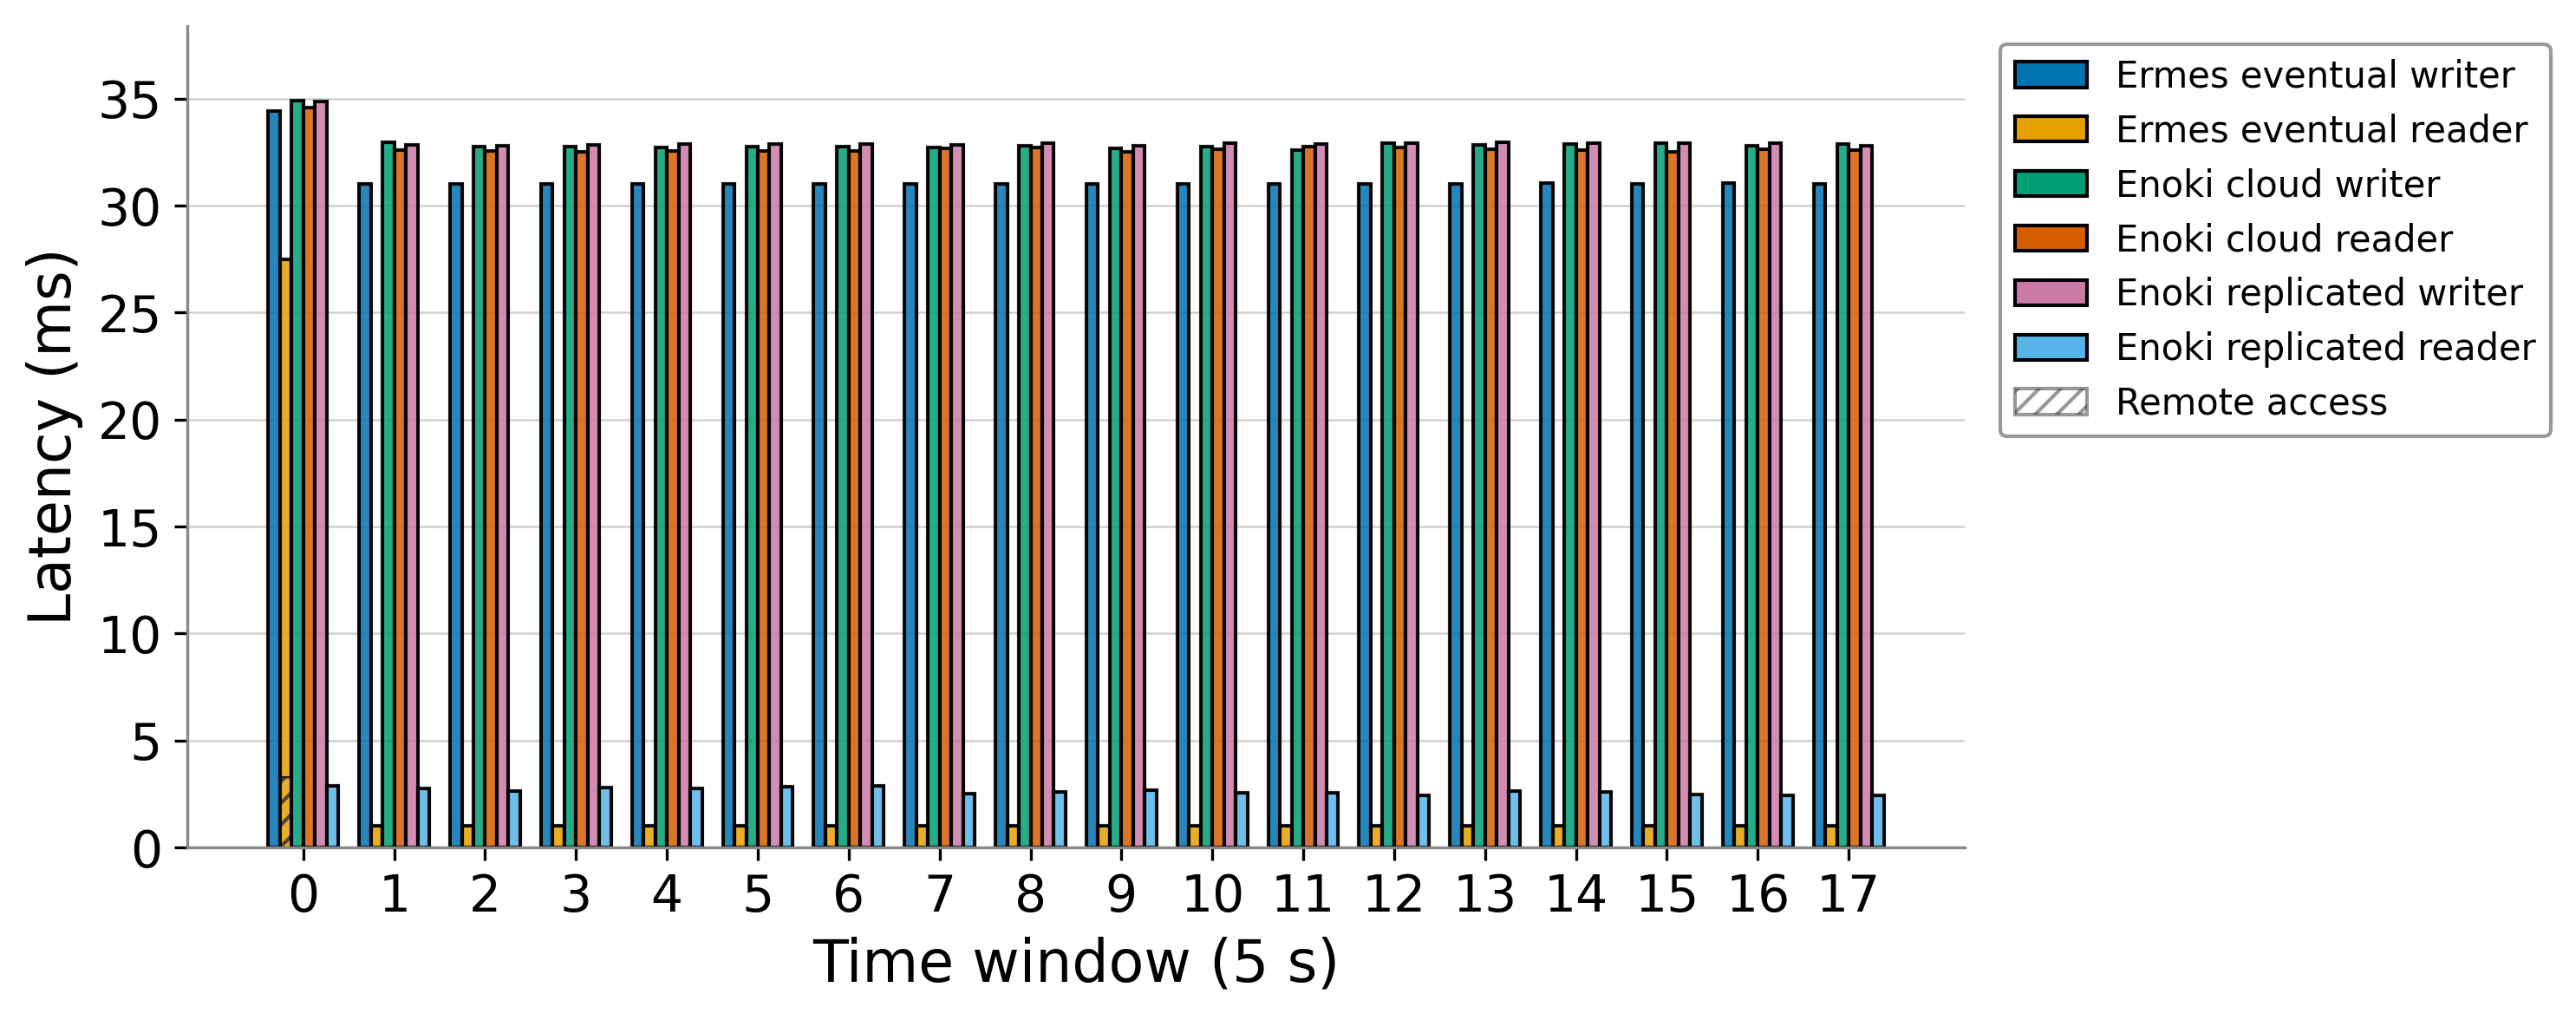 Latency (ms)
35
30
25
20
15
10
5
0
0 1 2 3 4 5 6 7 8 9 10 11 12 13 14 15 16 17
Time window (5 s)
Ermes eventual writer
Ermes eventual reader
Enoki cloud writer
Enoki cloud reader
Enoki replicated writer
Enoki replicated reader
Remote access